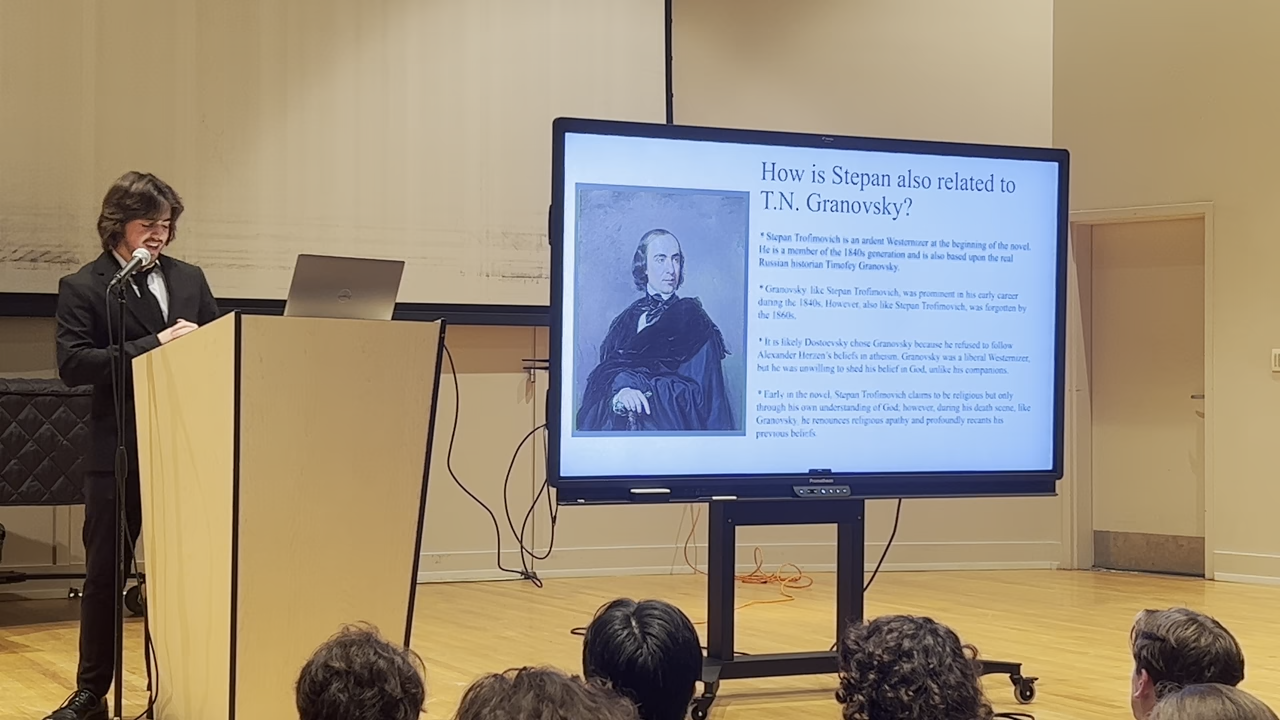 How is Stepan also related to
T.N. Granovsky?
* Stepan Trofimovich is an ardent Westernizer at the beginning of the novel.
He is a member of the 1840s generation and is also based upon the real
Russian historian Timofey Granovsky.
* Granovsky, like Stepan Trofimovich, was prominent in his early career
during the 1840s. However, also like Stepan Trofimovich, was forgotten by
the 1860s.
* It is likely Dostoevsky chose Granovsky because he refused to follow
Alexander Herzen's beliefs in atheism. Granovsky was a liberal Westernizer,
but he was unwilling to shed his belief in God, unlike his companions.
* Early in the novel, Stepan Trofimovich claims to be religious but only
through his own understanding of God; however, during his death scene, like
Granovsky, he renounces religious apathy and profoundly recants his
previous beliefs.
Promethean
DELL